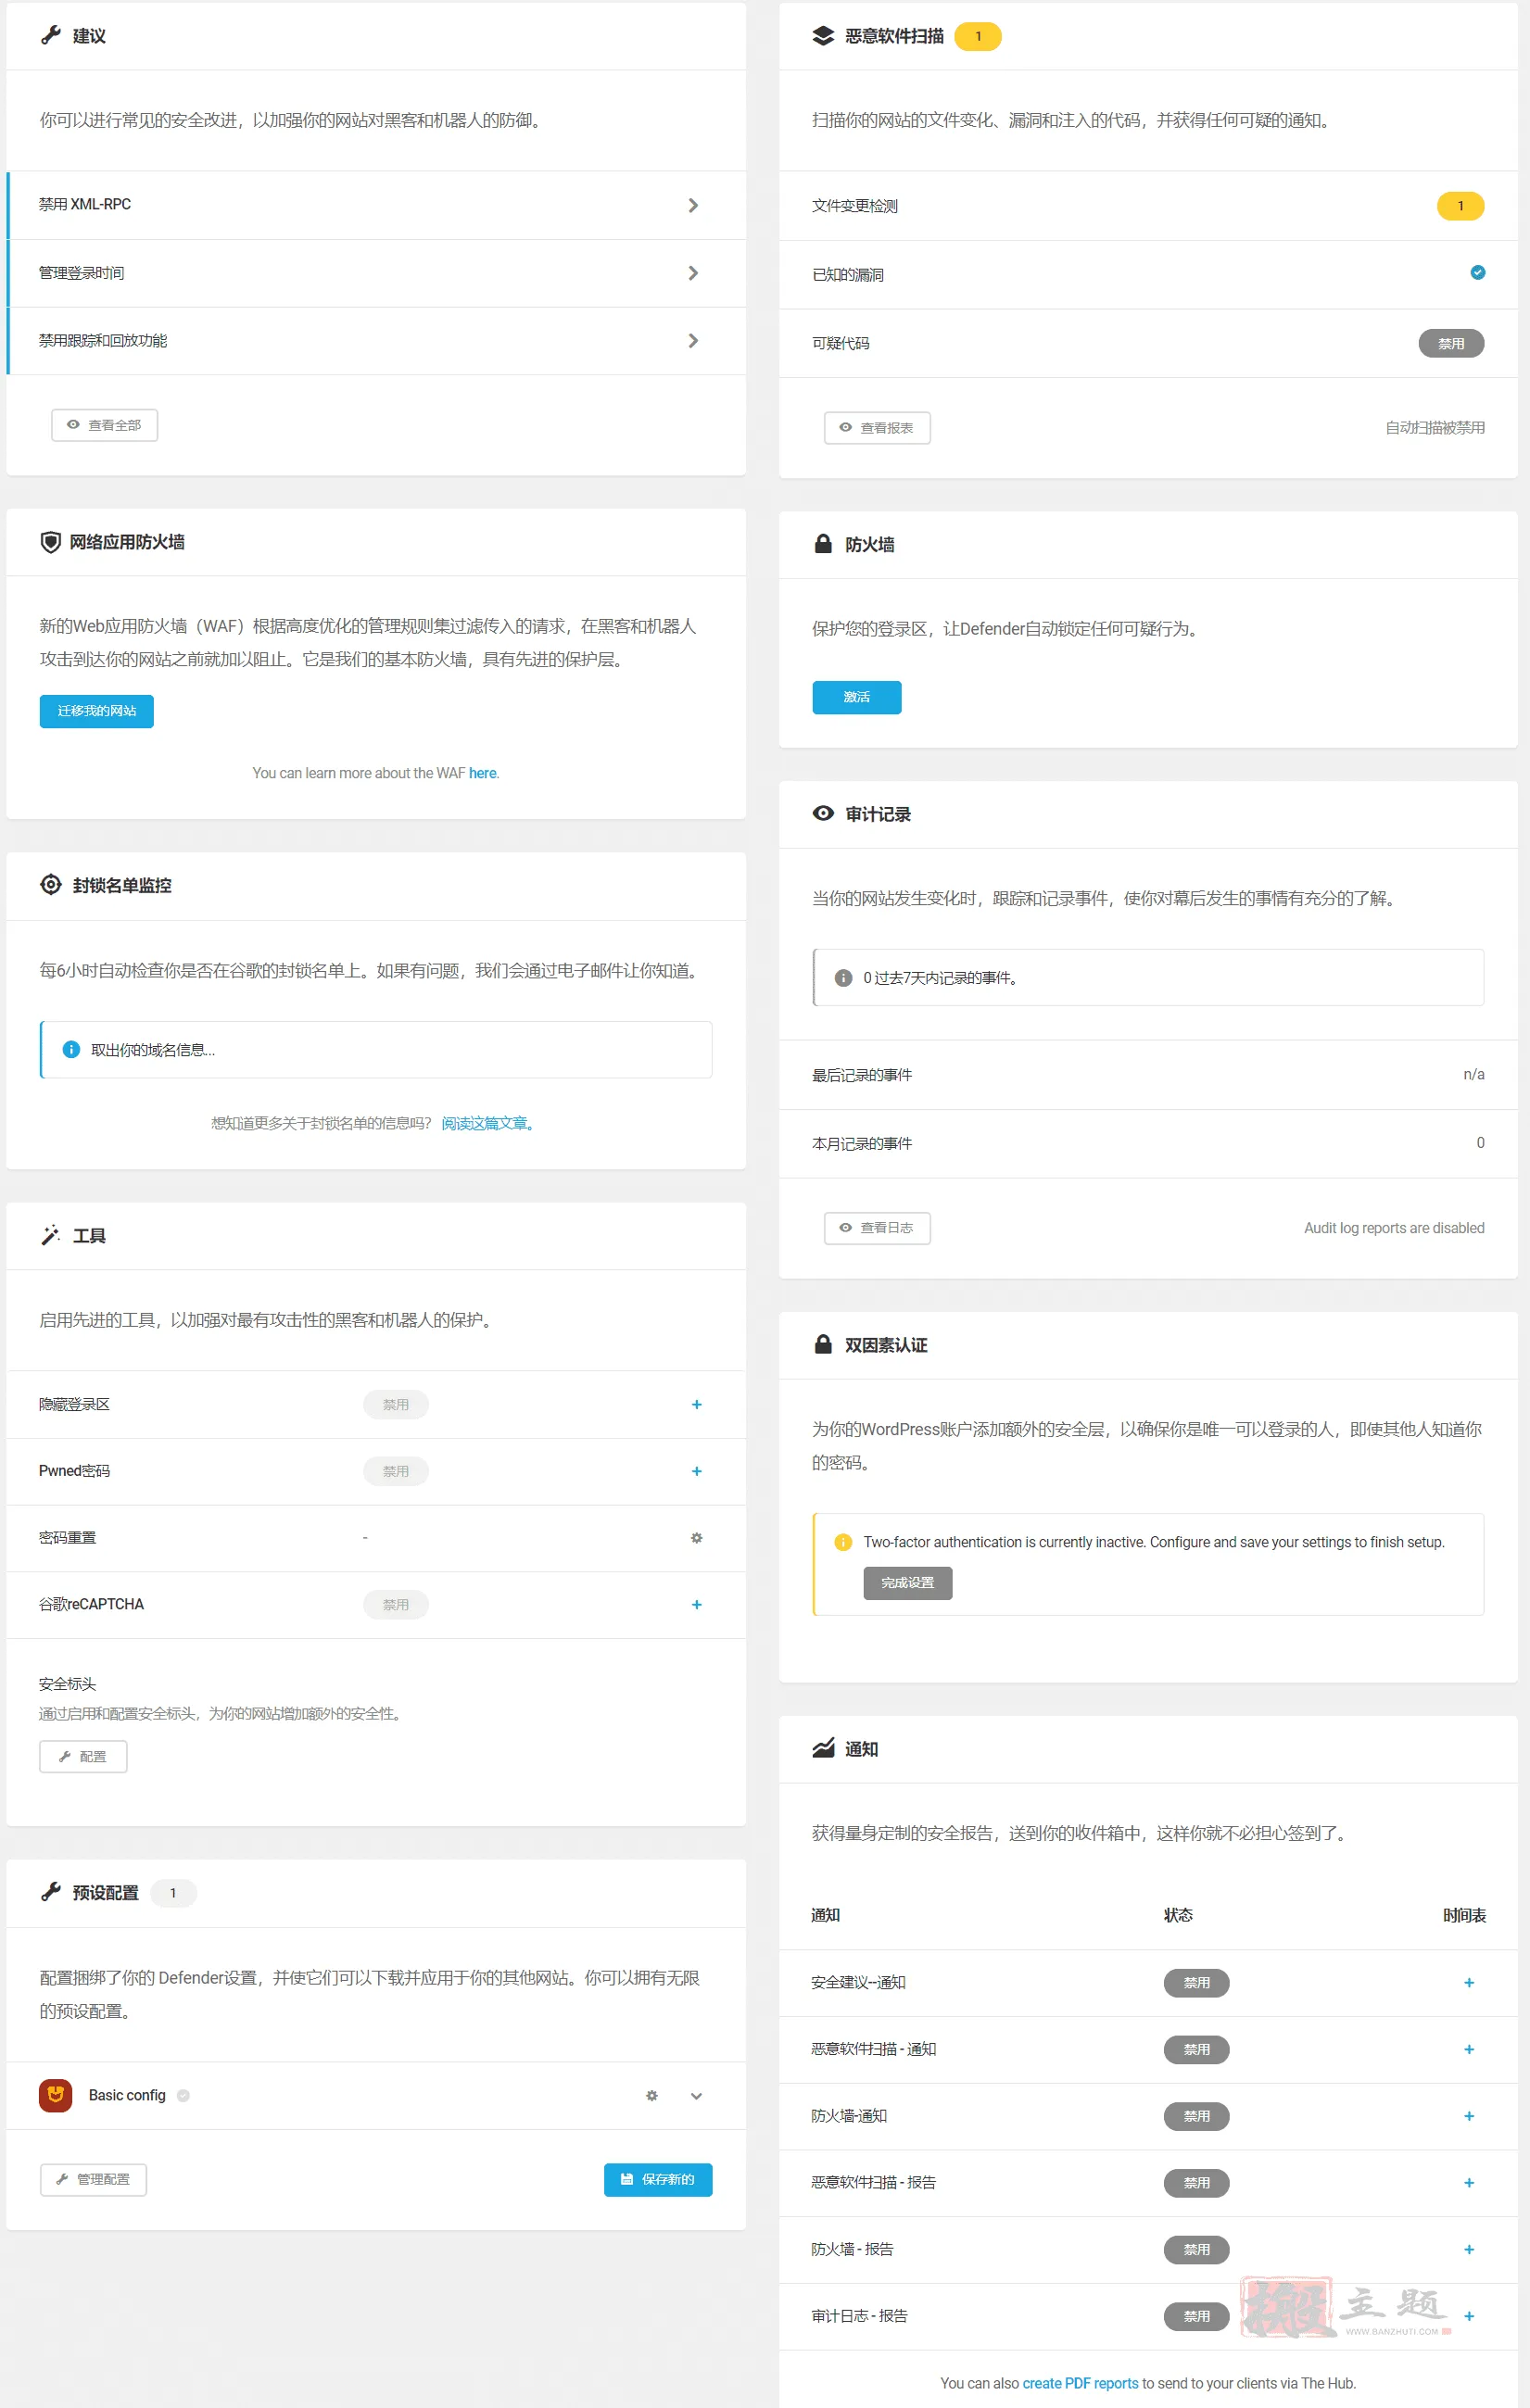 建议
你可以进行常见的安全改进，以加强你的网站对黑客和机器人的防御。
禁用 XML-RPC
管理登录时间
禁用跟踪和回放功能
查看全部
网络应用防火墙
新的Web应用防火墙（WAF）根据高度优化的管理规则集过滤传入的请求，在黑客和机器人
攻击到达你的网站之前就加以阻止。它是我们的基本防火墙，具有先进的保护层。
迁移我的网站
You can learn more about the WAF here.
封锁名单监控
每6小时自动检查你是否在谷歌的封锁名单上。如果有问题，我们会通过电子邮件让你知道。
取出你的域名信息...
想知道更多关于封锁名单的信息吗？ 阅读这篇文章。
工具
启用先进的工具，以加强对最有攻击性的黑客和机器人的保护。
隐藏登录区 禁用 +
Pwned密码 禁用 +
密码重置 -
谷歌reCAPTCHA 禁用 +
安全标头
通过启用和配置安全标头，为你的网站增加额外的安全性。
配置
预设配置 1
配置捆绑了你的 Defender设置，并使它们可以下载并应用于你的其他网站。你可以拥有无限
的预设配置。
Basic config
管理配置 保存新的
恶意软件扫描 1
扫描你的网站的文件变化、漏洞和注入的代码，并获得任何可疑的通知。
文件变更检测 1
已知的漏洞
可疑代码 禁用
查看报表 自动扫描被禁用
防火墙
保护您的登录区，让Defender自动锁定任何可疑行为。
激活
审计记录
当你的网站发生变化时，跟踪和记录事件，使你对幕后发生的事情有充分的了解。
0 过去7天内记录的事件。
最后记录的事件 n/a
本月记录的事件 0
查看日志 Audit log reports are disabled
双因素认证
为你的WordPress账户添加额外的安全层，以确保你是唯一可以登录的人，即使其他人知道你
的密码。
Two-factor authentication is currently inactive. Configure and save your settings to finish setup.
完成设置
通知
获得量身定制的安全报告，送到你的收件箱中，这样你就不必担心签到了。
通知 状态 时间表
安全建议--通知 禁用 +
恶意软件扫描 - 通知 禁用 +
防火墙-通知 禁用 +
恶意软件扫描 - 报告 禁用 +
防火墙 - 报告 禁用 +
审计日志 - 报告 禁用 +
搬主题
WWW.BANZHUTI.COM
You can also create PDF reports to send to your clients via The Hub.